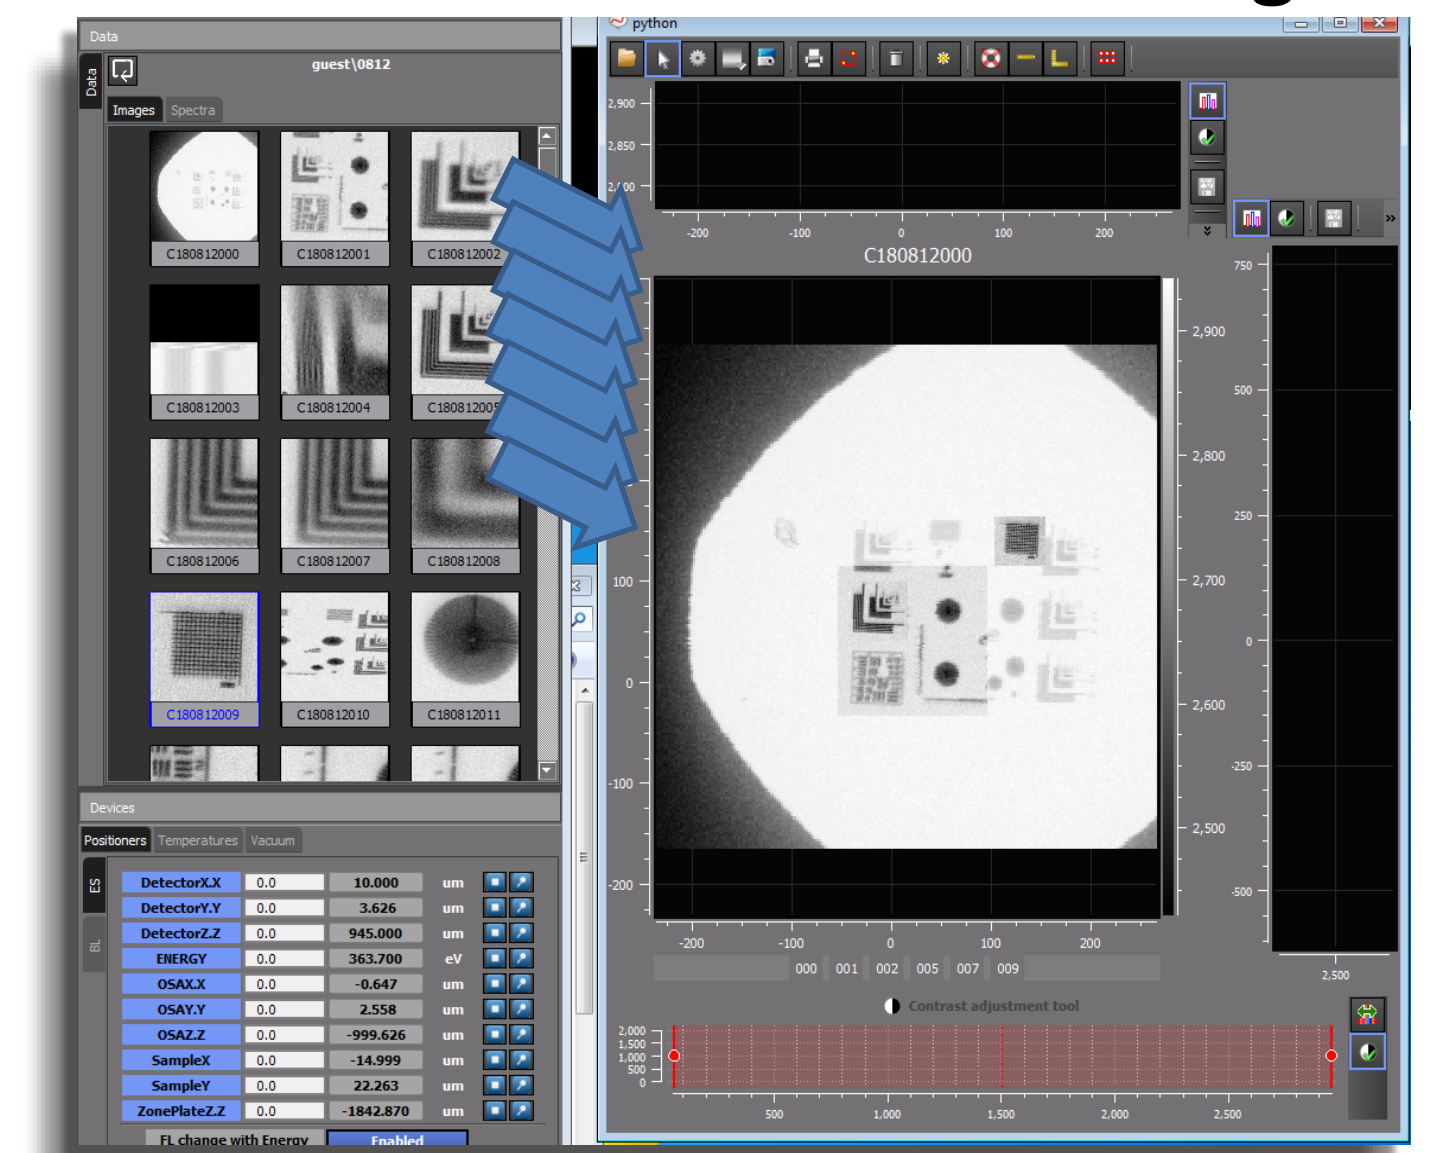 Data
Data
guest\0812
Images Spectra
C180812000 C180812001 C180812002
C180812003 C180812004 C180812005
C180812006 C180812007 C180812008
C180812009 C180812010 C180812011
Devices
Positioners Temperatures Vacuum
ES
BL
DetectorX.X 0.0 10.000 um
DetectorY.Y 0.0 3.626 um
DetectorZ.Z 0.0 945.000 um
ENERGY 0.0 363.700 eV
OSAX.X 0.0 -0.647 um
OSAY.Y 0.0 2.558 um
OSAZ.Z 0.0 -999.626 um
SampleX 0.0 -14.999 um
SampleY 0.0 22.263 um
ZonePlateZ.Z 0.0 -1842.870 um
FL change with Energy Enabled
python
2,900
2,850
-200 -100 0 100 200
C180812000
100
0
-100
-200
-200 -100 0 100 200
2,900
2,800
2,700
2,600
2,500
750
500
250
0
-250
-500
2,500
000 001 002 005 007 009
Contrast adjustment tool
2,000
1,500
1,000
500
0
500 1,000 1,500 2,000 2,500